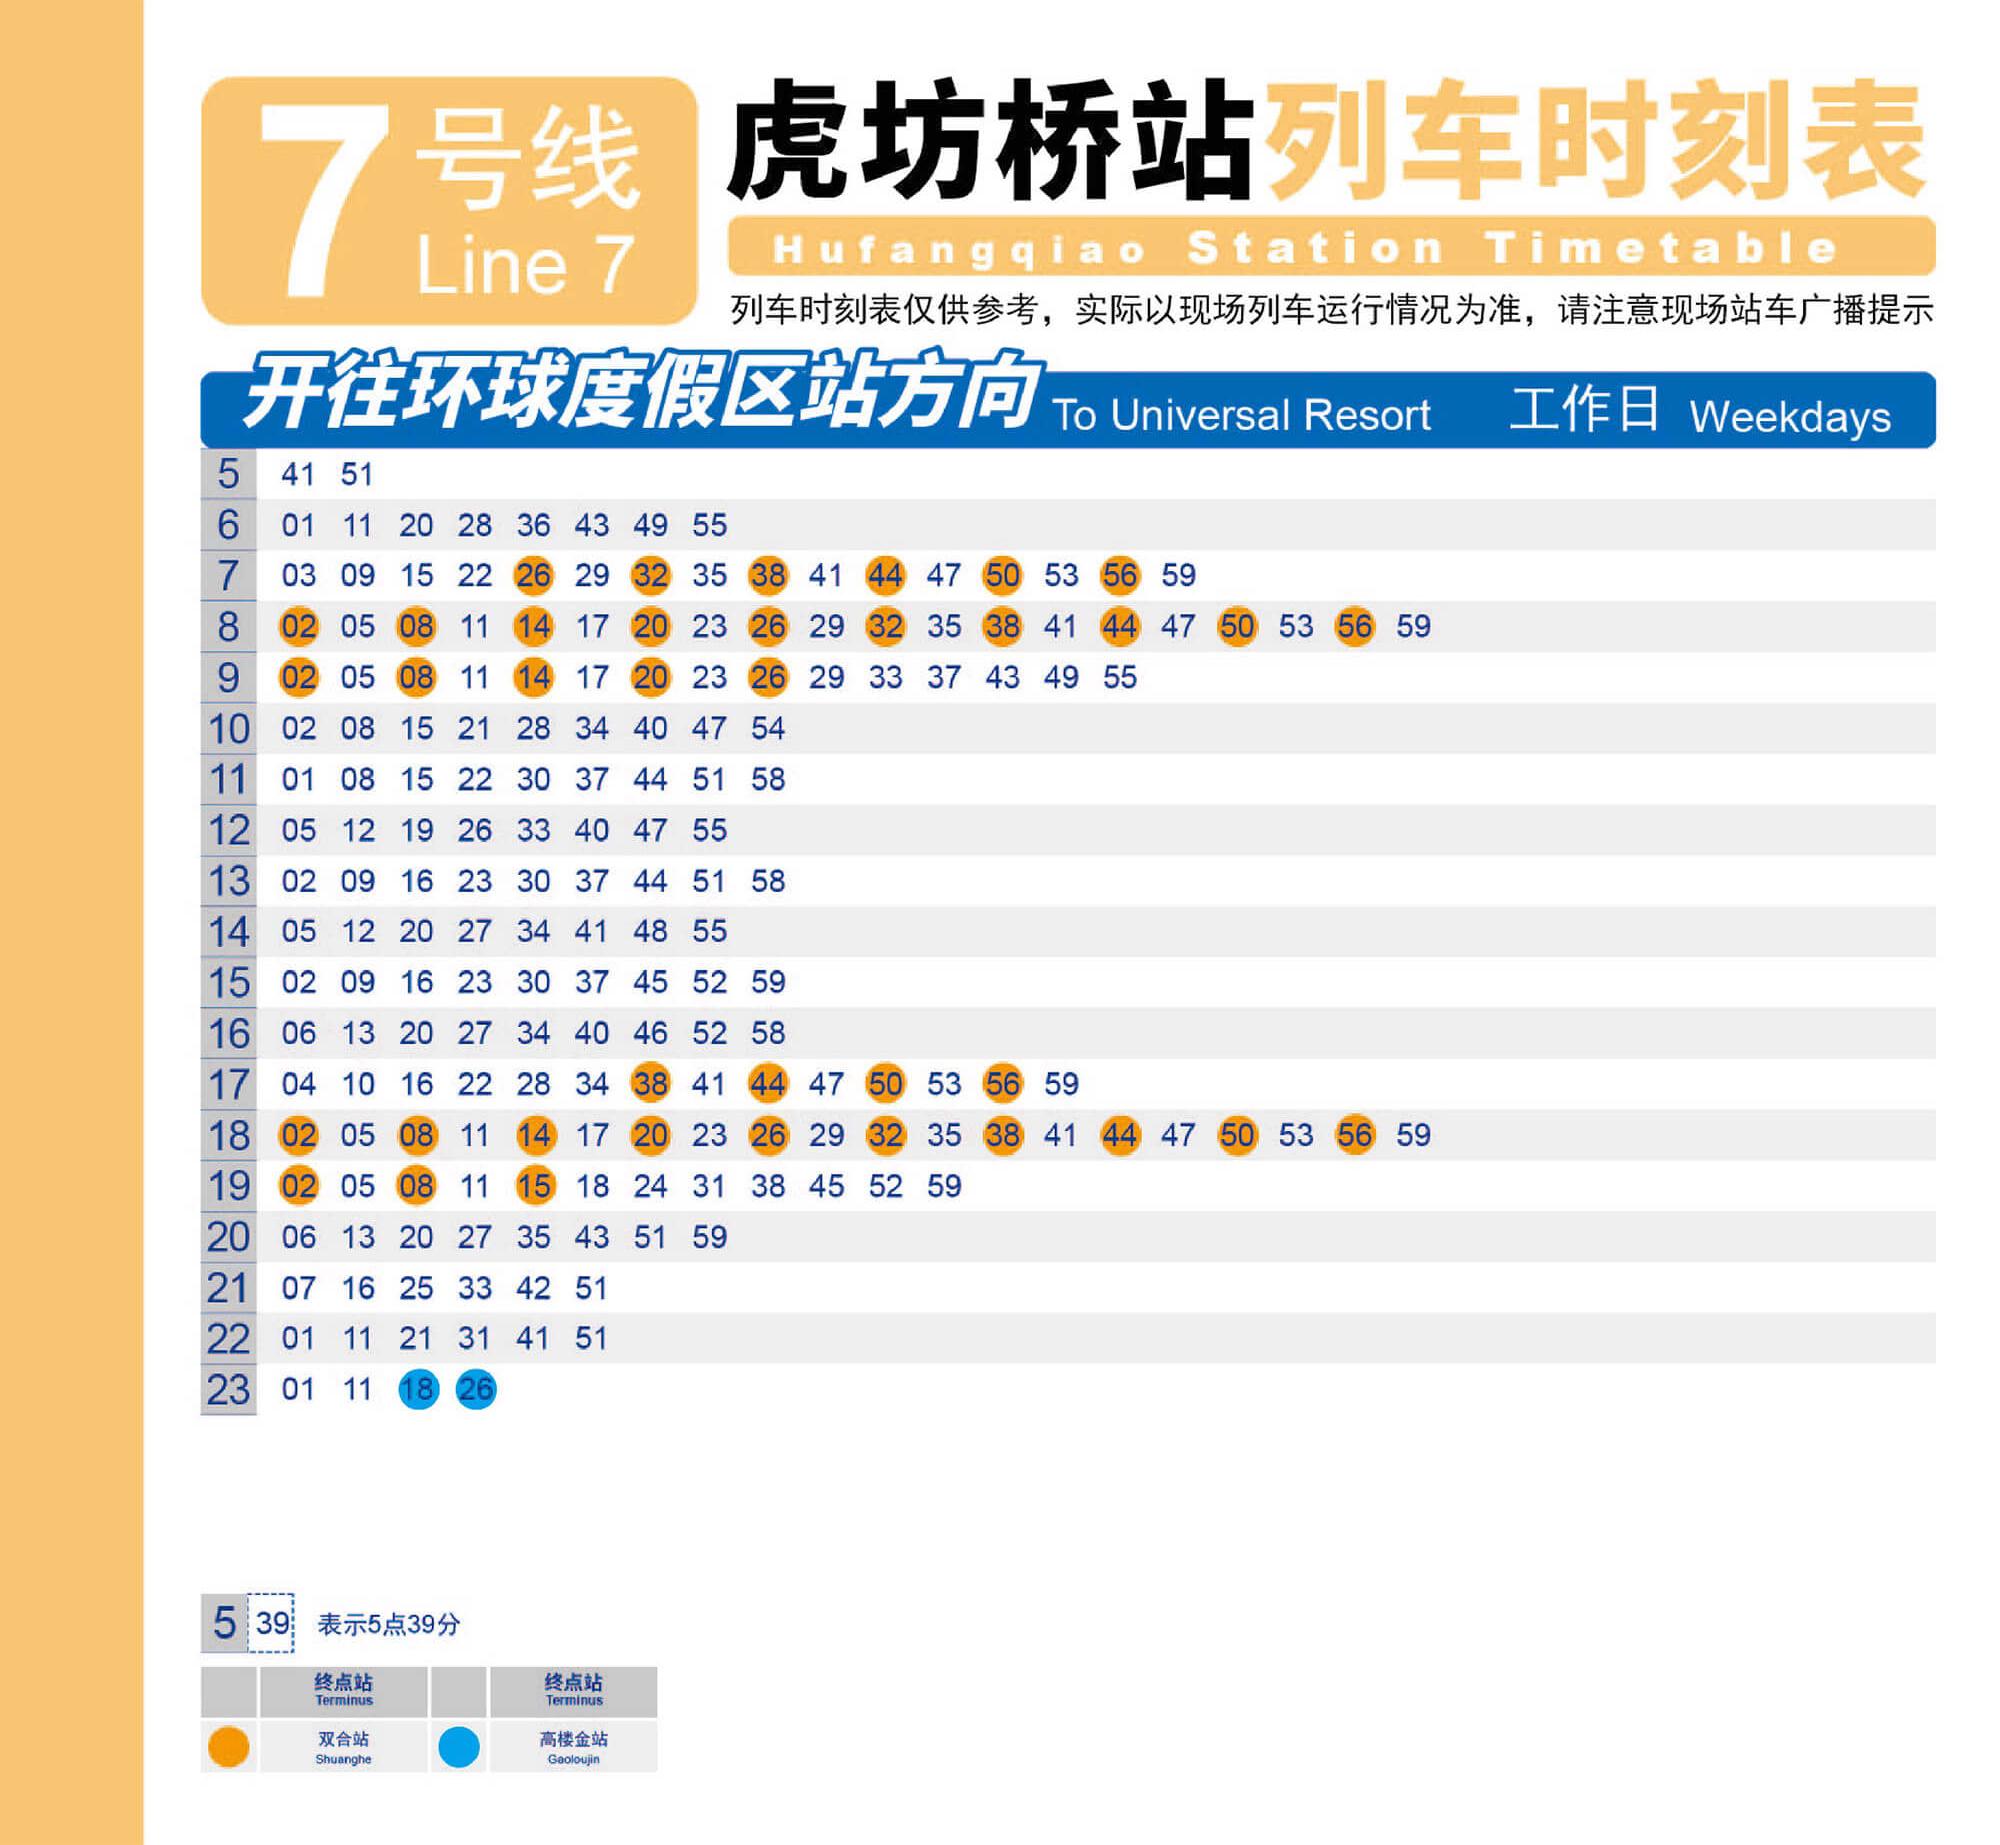 7号线
Line 7
虎坊桥站列车时刻表
Hufangqiao Station Timetable
列车时刻表仅供参考，实际以现场列车运行情况为准，请注意现场站车广播提示
开往环球度假区站方向 To Universal Resort 工作日 Weekdays
5 41 51
6 01 11 20 28 36 43 49 55
7 03 09 15 22 26 29 32 35 38 41 44 47 50 53 56 59
8 02 05 08 11 14 17 20 23 26 29 32 35 38 41 44 47 50 53 56 59
9 02 05 08 11 14 17 20 23 26 29 33 37 43 49 55
10 02 08 15 21 28 34 40 47 54
11 01 08 15 22 30 37 44 51 58
12 05 12 19 26 33 40 47 55
13 02 09 16 23 30 37 44 51 58
14 05 12 20 27 34 41 48 55
15 02 09 16 23 30 37 45 52 59
16 06 13 20 27 34 40 46 52 58
17 04 10 16 22 28 34 38 41 44 47 50 53 56 59
18 02 05 08 11 14 17 20 23 26 29 32 35 38 41 44 47 50 53 56 59
19 02 05 08 11 15 18 24 31 38 45 52 59
20 06 13 20 27 35 43 51 59
21 07 16 25 33 42 51
22 01 11 21 31 41 51
23 01 11 18 26
5 39 表示5点39分
终点站 终点站
Terminus Terminus
双合站 高楼金站
Shuanghe Gaoloujin